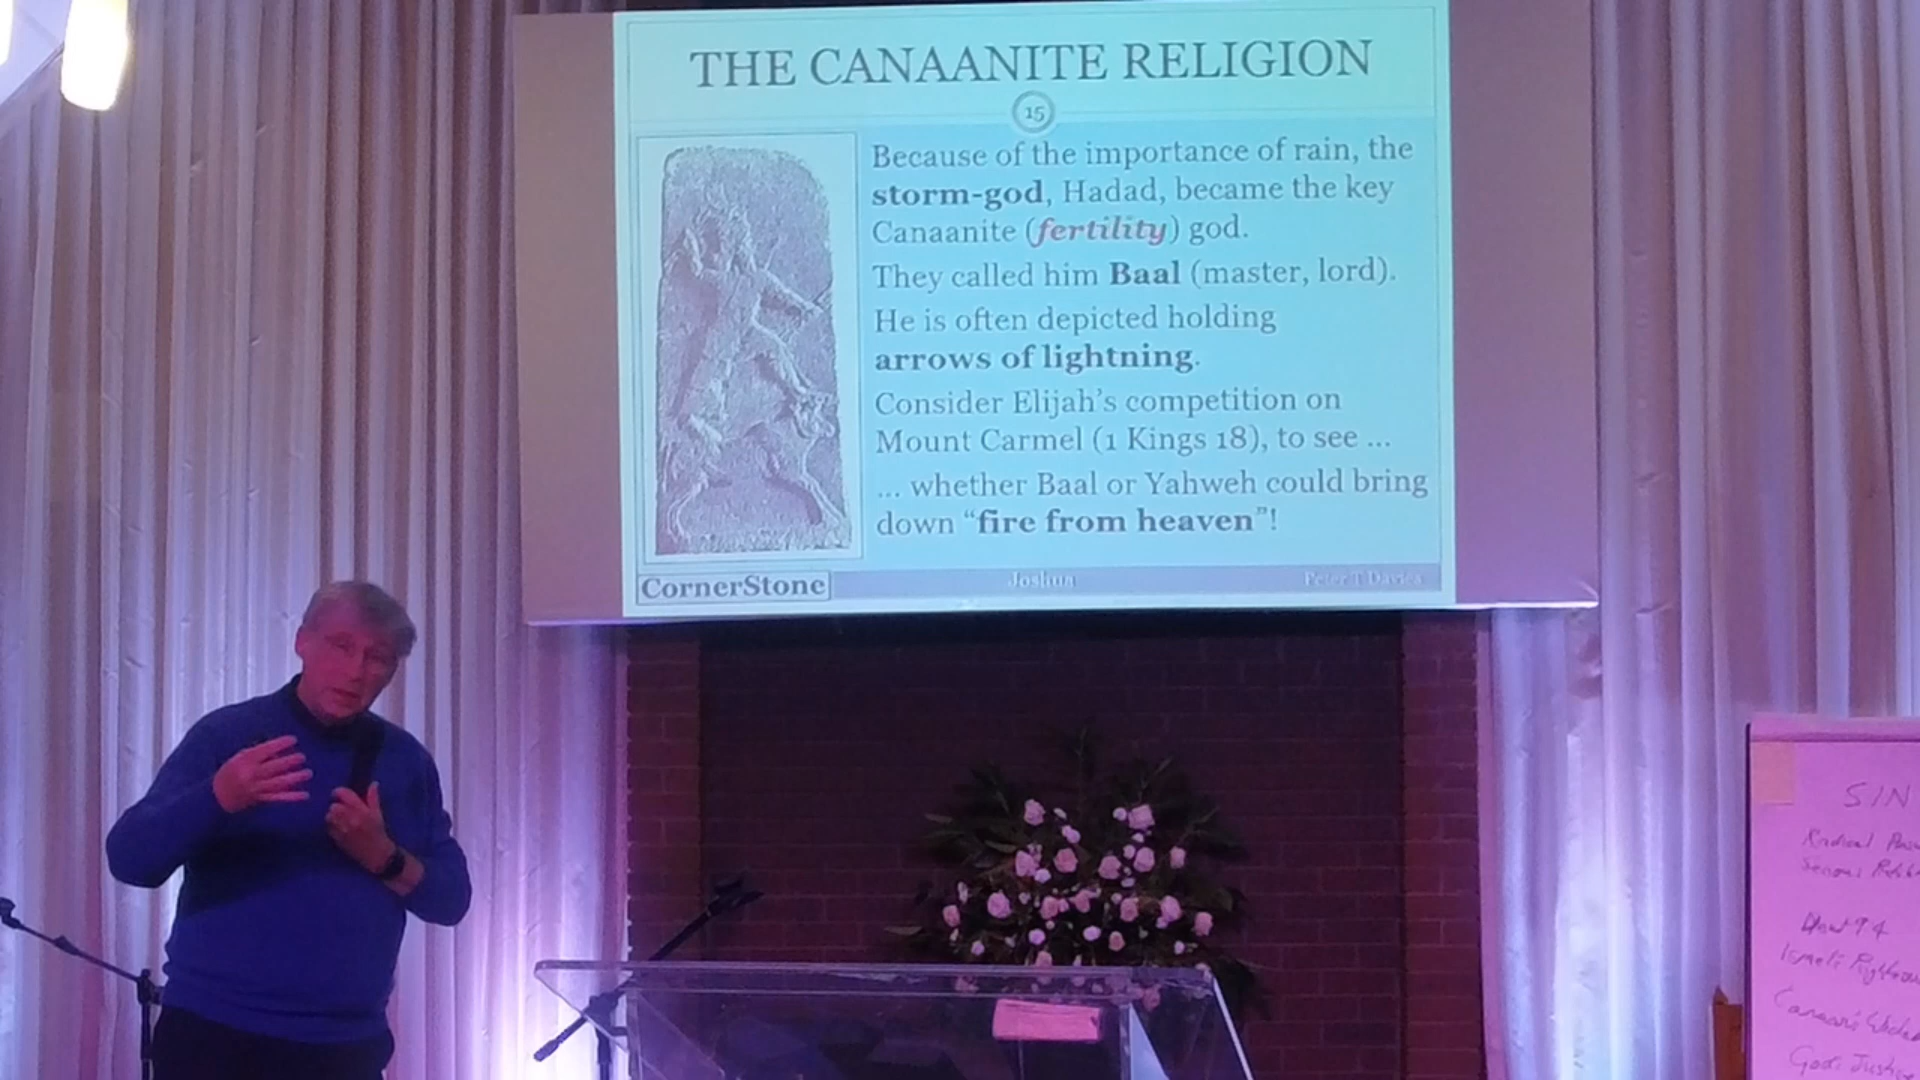 THE CANAANITE RELIGION
15
Because of the importance of rain, the
storm-god, Hadad, became the key
Canaanite (fertility) god.
They called him Baal (master, lord).
He is often depicted holding
arrows of lightning.
Consider Elijah's competition on
Mount Carmel (1 Kings 18), to see ...
... whether Baal or Yahweh could bring
down “fire from heaven”!
CornerStone
Joshua
Peter T Davies
SIN